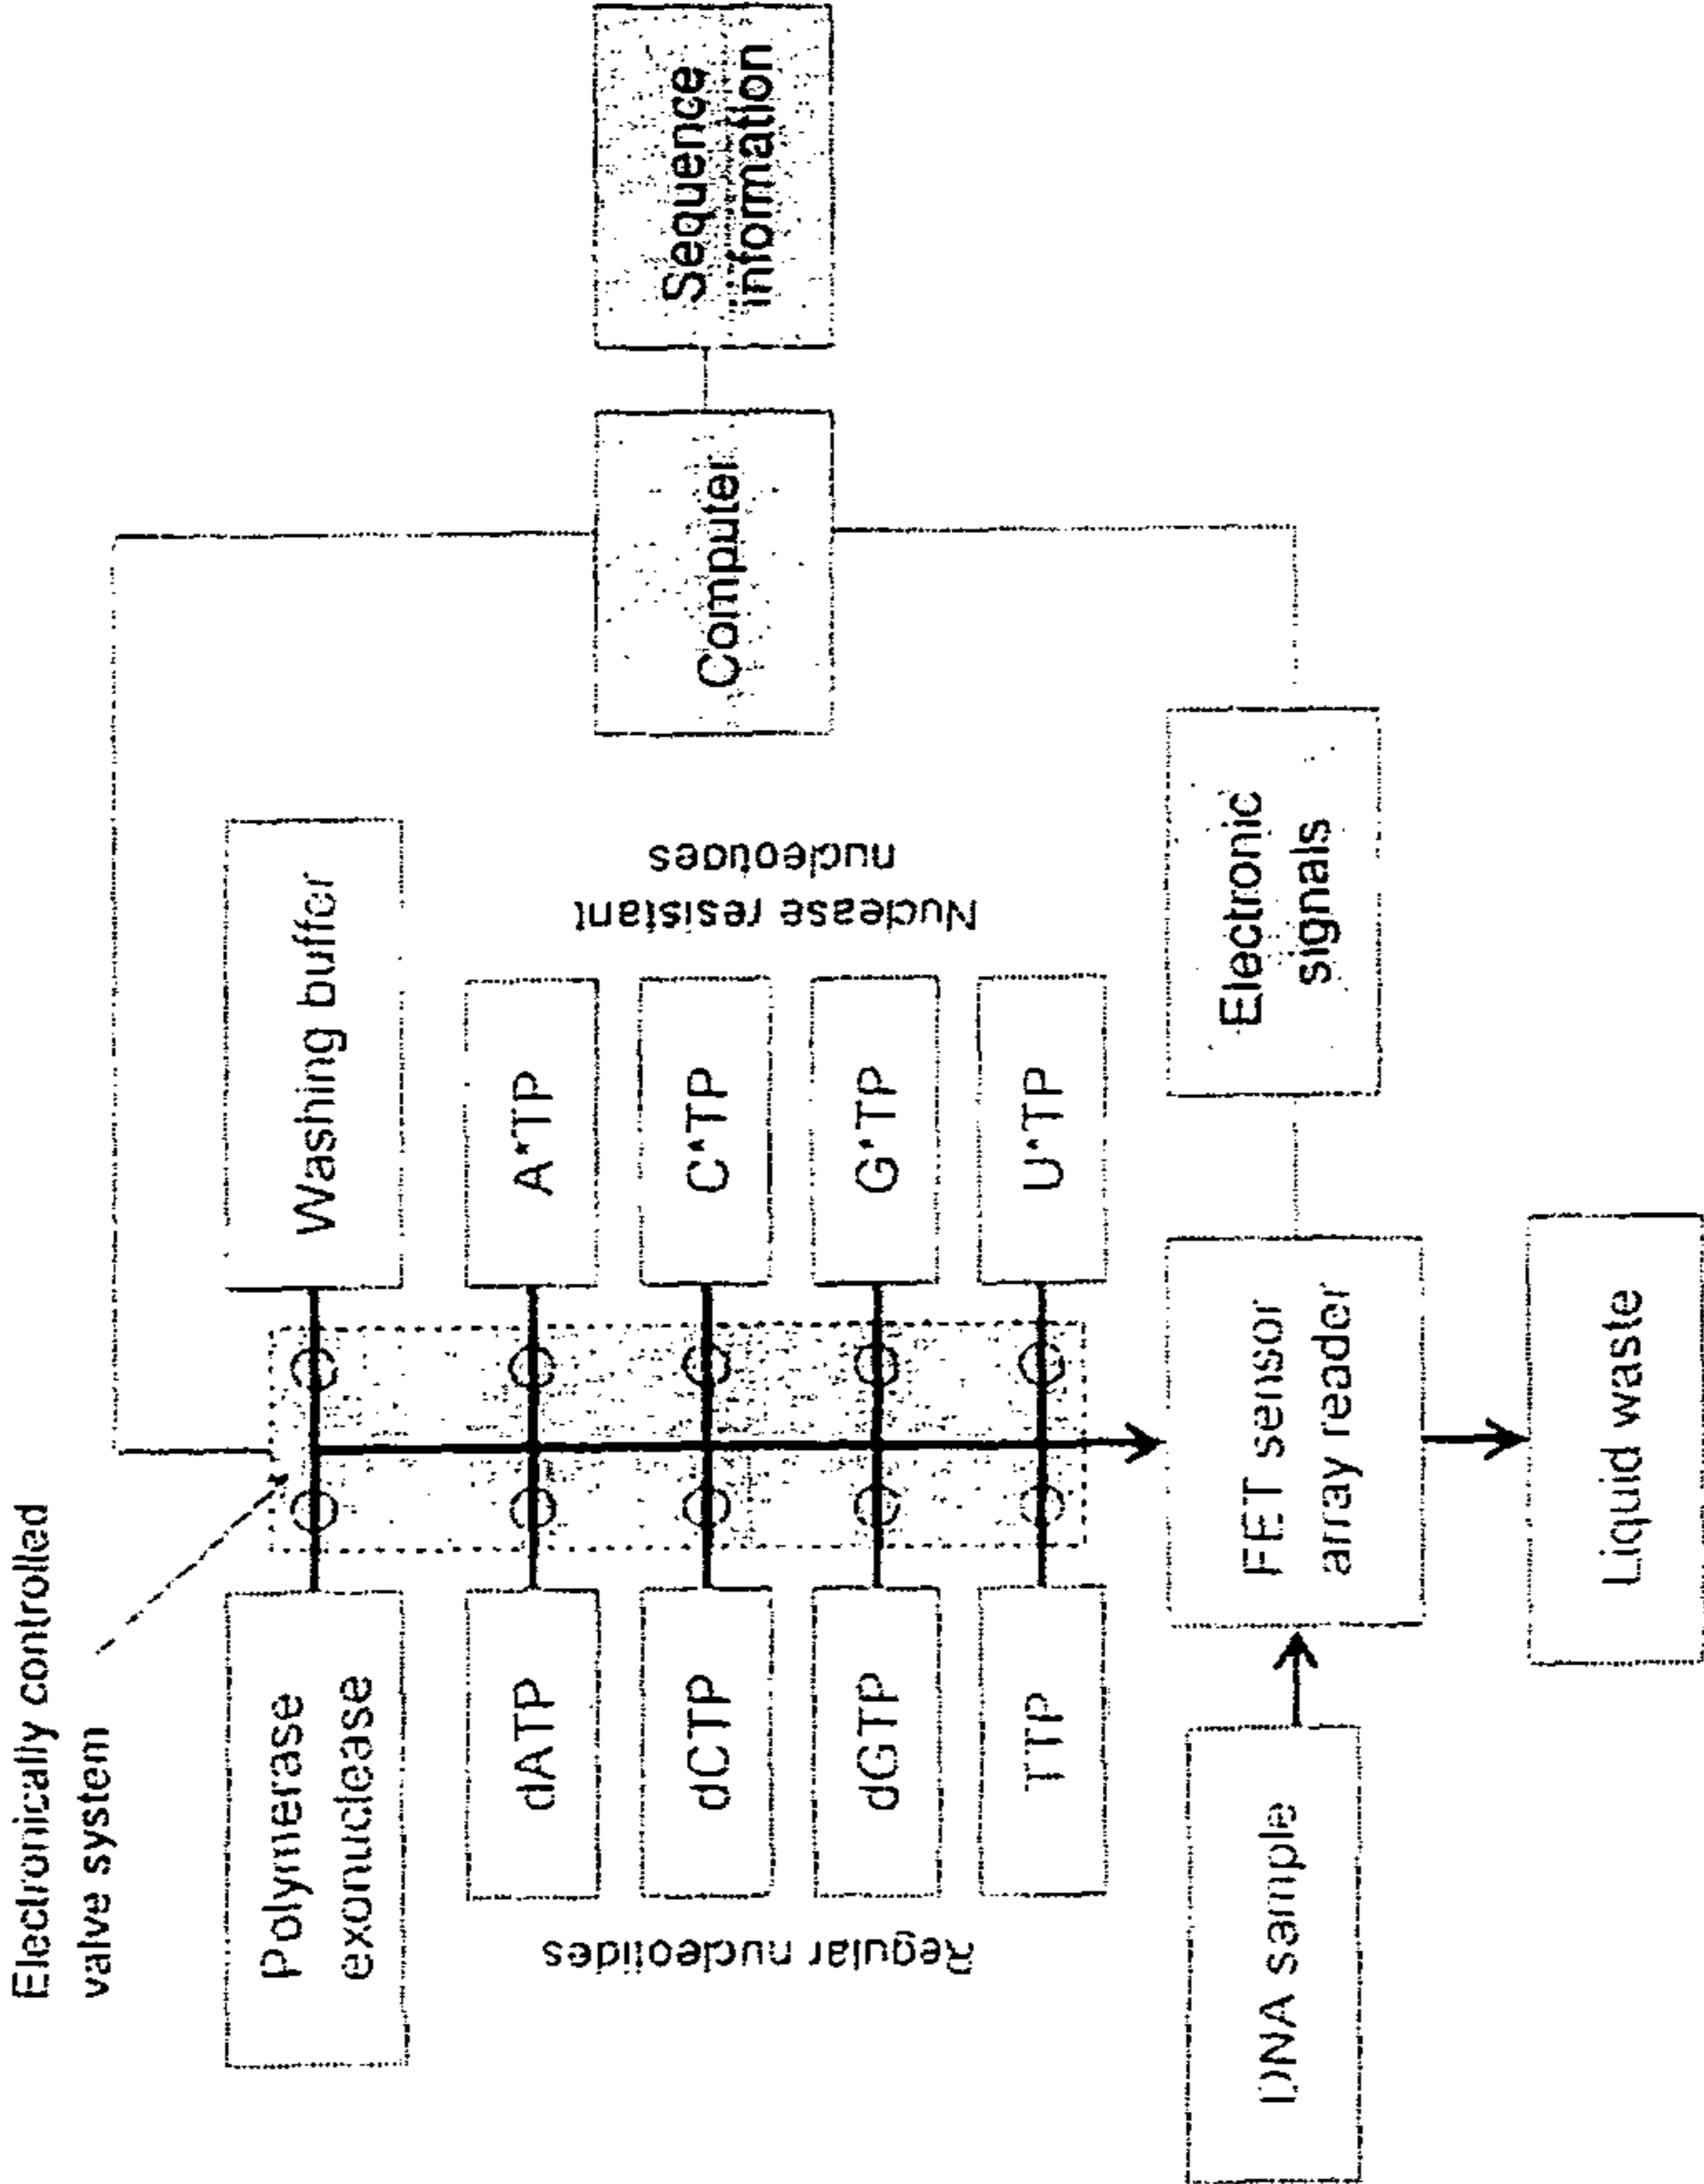 Electronically controlled
valve system
Polymerase
exonuclease
Washing buffer
Regular nucleotides
dATP
dCTP
dGTP
TTP
A*TP
C*TP
G*TP
U*TP
Nuclease resistant
nucleotides
DNA sample
FET sensor
array reader
Liquid waste
Electronic
signals
Computer
Sequence
information